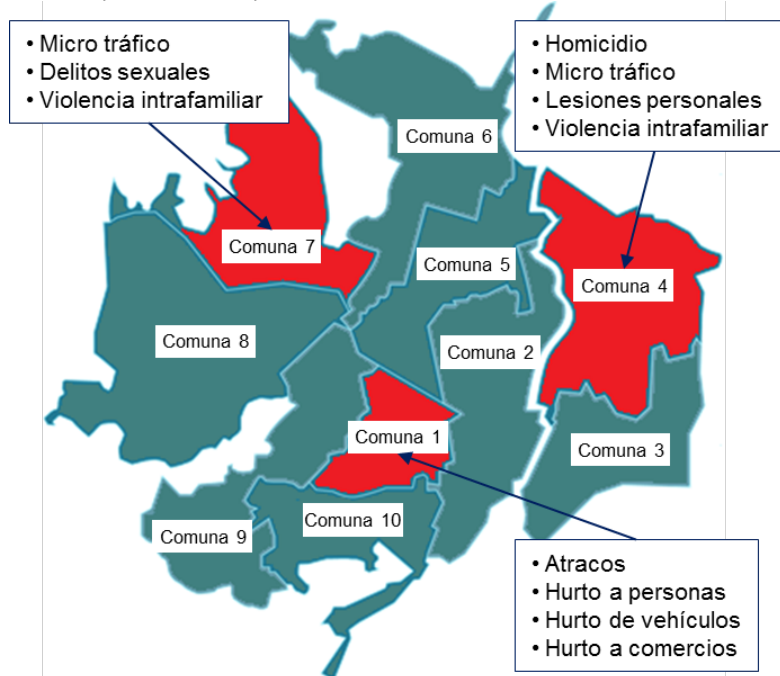 • Micro tráfico
• Delitos sexuales
• Violencia intrafamiliar
• Homicidio
• Micro tráfico
• Lesiones personales
• Violencia intrafamiliar
Comuna 6
Comuna 7
Comuna 5
Comuna 4
Comuna 8
Comuna 2
Comuna 1
Comuna 3
Comuna 10
Comuna 9
• Atracos
• Hurto a personas
• Hurto de vehículos
• Hurto a comercios